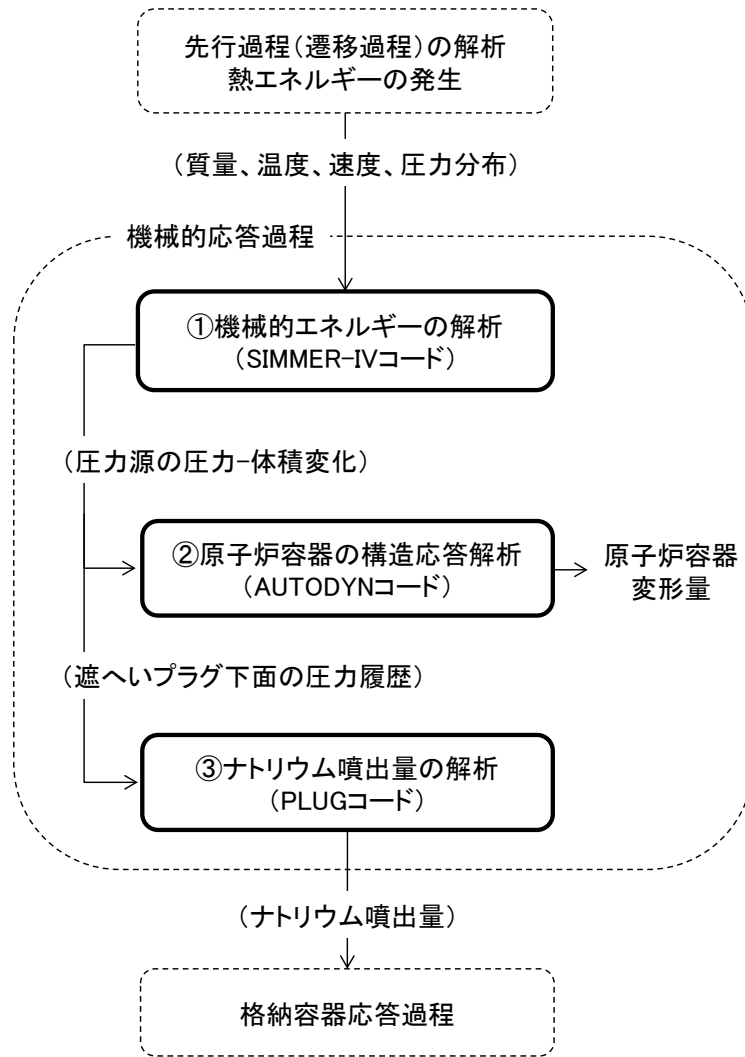 先行過程(遷移過程)の解析
熱エネルギーの発生
(質量、温度、速度、圧力分布)
機械的応答過程
①機械的エネルギーの解析
(SIMMER-IVコード)
(圧力源の圧力-体積変化)
②原子炉容器の構造応答解析
(AUTODYNコード)
原子炉容器
変形量
(遮へいプラグ下面の圧力履歴)
③ナトリウム噴出量の解析
(PLUGコード)
(ナトリウム噴出量)
格納容器応答過程